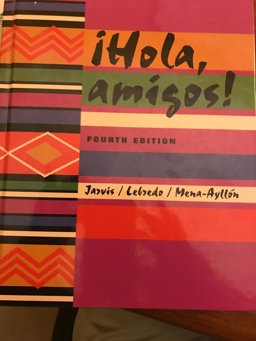 ¡Hola,
amigos!
FOURTH EDITION
Jarvis / Lebredo / Mena-Ayllón